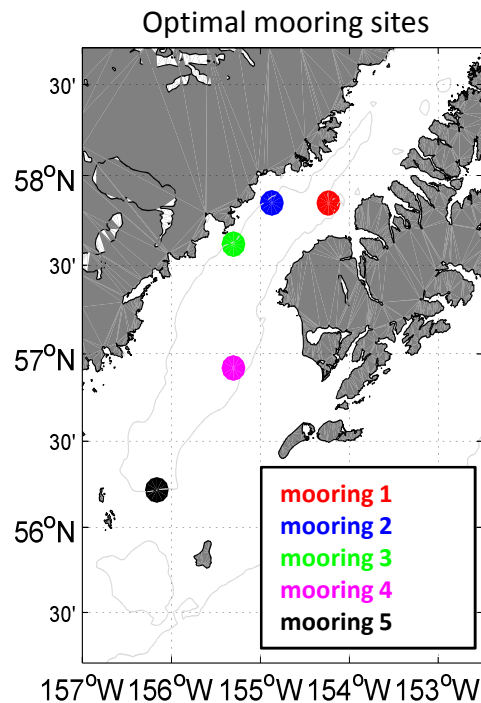 Optimal mooring sites
30'
58°N
30'
57°N
30'
56°N
30'
mooring 1
mooring 2
mooring 3
mooring 4
mooring 5
157°W 156°W 155°W 154°W 153°W